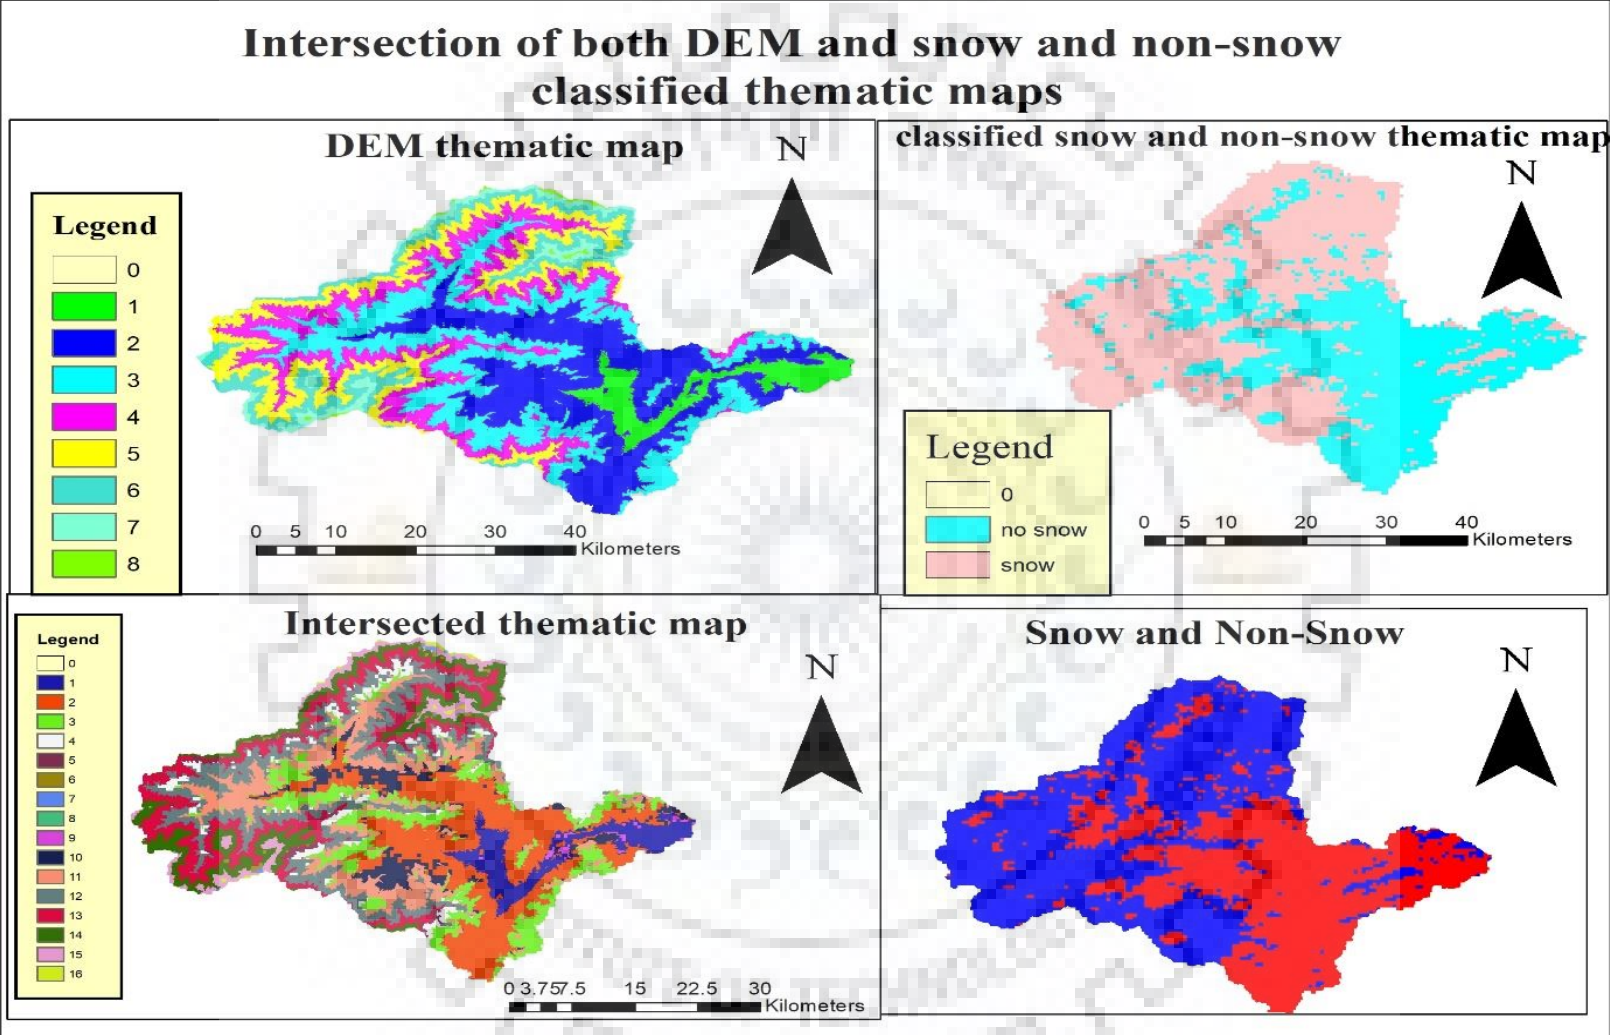 Intersection of both DEM and snow and non-snow
classified thematic maps
DEM thematic map
N
Legend
0
1
2
3
4
5
6
7
8
0 5 10 20 30 40
Kilometers
classified snow and non-snow thematic map
N
Legend
0
no snow
snow
0 5 10 20 30 40
Kilometers
Intersected thematic map
N
Legend
0
1
2
3
4
5
6
7
8
9
10
11
12
13
14
15
16
0 3.757.5 15 22.5 30
Kilometers
Snow and Non-Snow
N